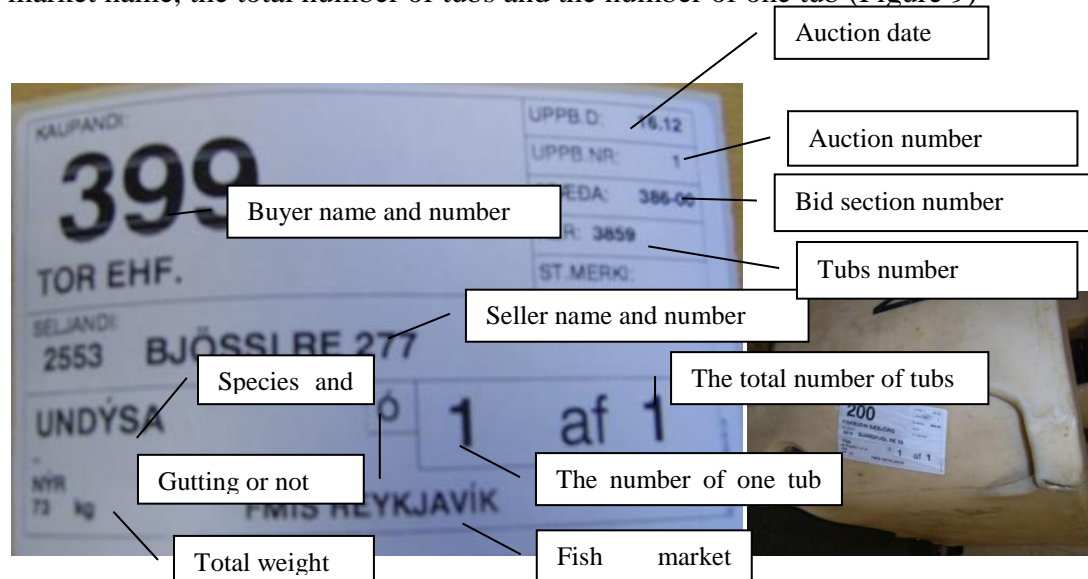 market name, the total number of tubs and the number of one tub (Figure 9)
Auction date
KAUPANDI:
399
UPPB.D: 16.12
UPPB.NR: 1
Auction number
386-00
Bid section number
Buyer name and number
3859
Tubs number
TOR EHF.
ST.MERKI:
SELJANDI:
2553 BJÖSSI RE 277
Seller name and number
Species and
The total number of tubs
UNDÝSA
Ó
1 af 1
Gutting or not
The number of one tub
NÝR
73 kg
FMIS REYKJAVÍK
Total weight
Fish market
200
1 af 1